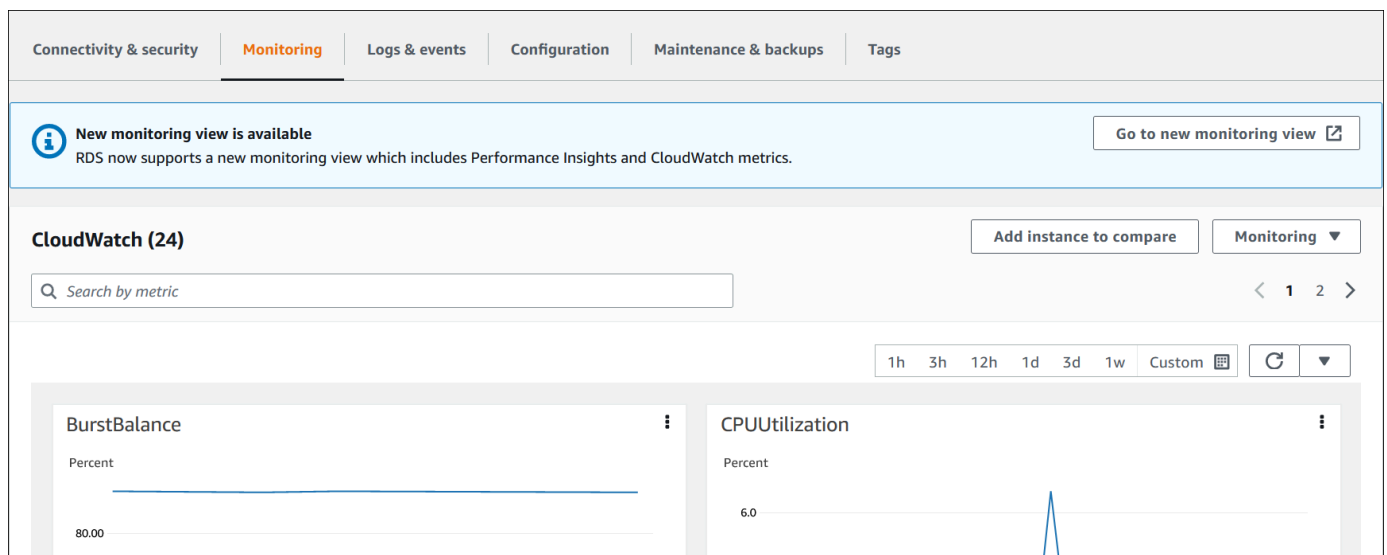 Connectivity & security Monitoring Logs & events Configuration Maintenance & backups Tags
New monitoring view is available
RDS now supports a new monitoring view which includes Performance Insights and CloudWatch metrics.
Go to new monitoring view
CloudWatch (24)
Add instance to compare Monitoring
Search by metric
1 2
1h 3h 12h 1d 3d 1w Custom
BurstBalance
Percent
80.00
CPUUtilization
Percent
6.0